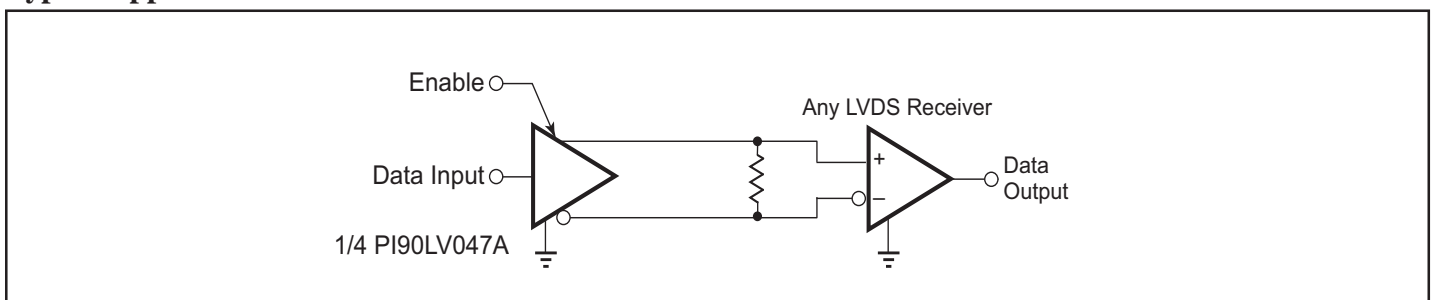 Enable
Any LVDS Receiver
+
Data Input
Data
Output
–
1/4 PI90LV047A